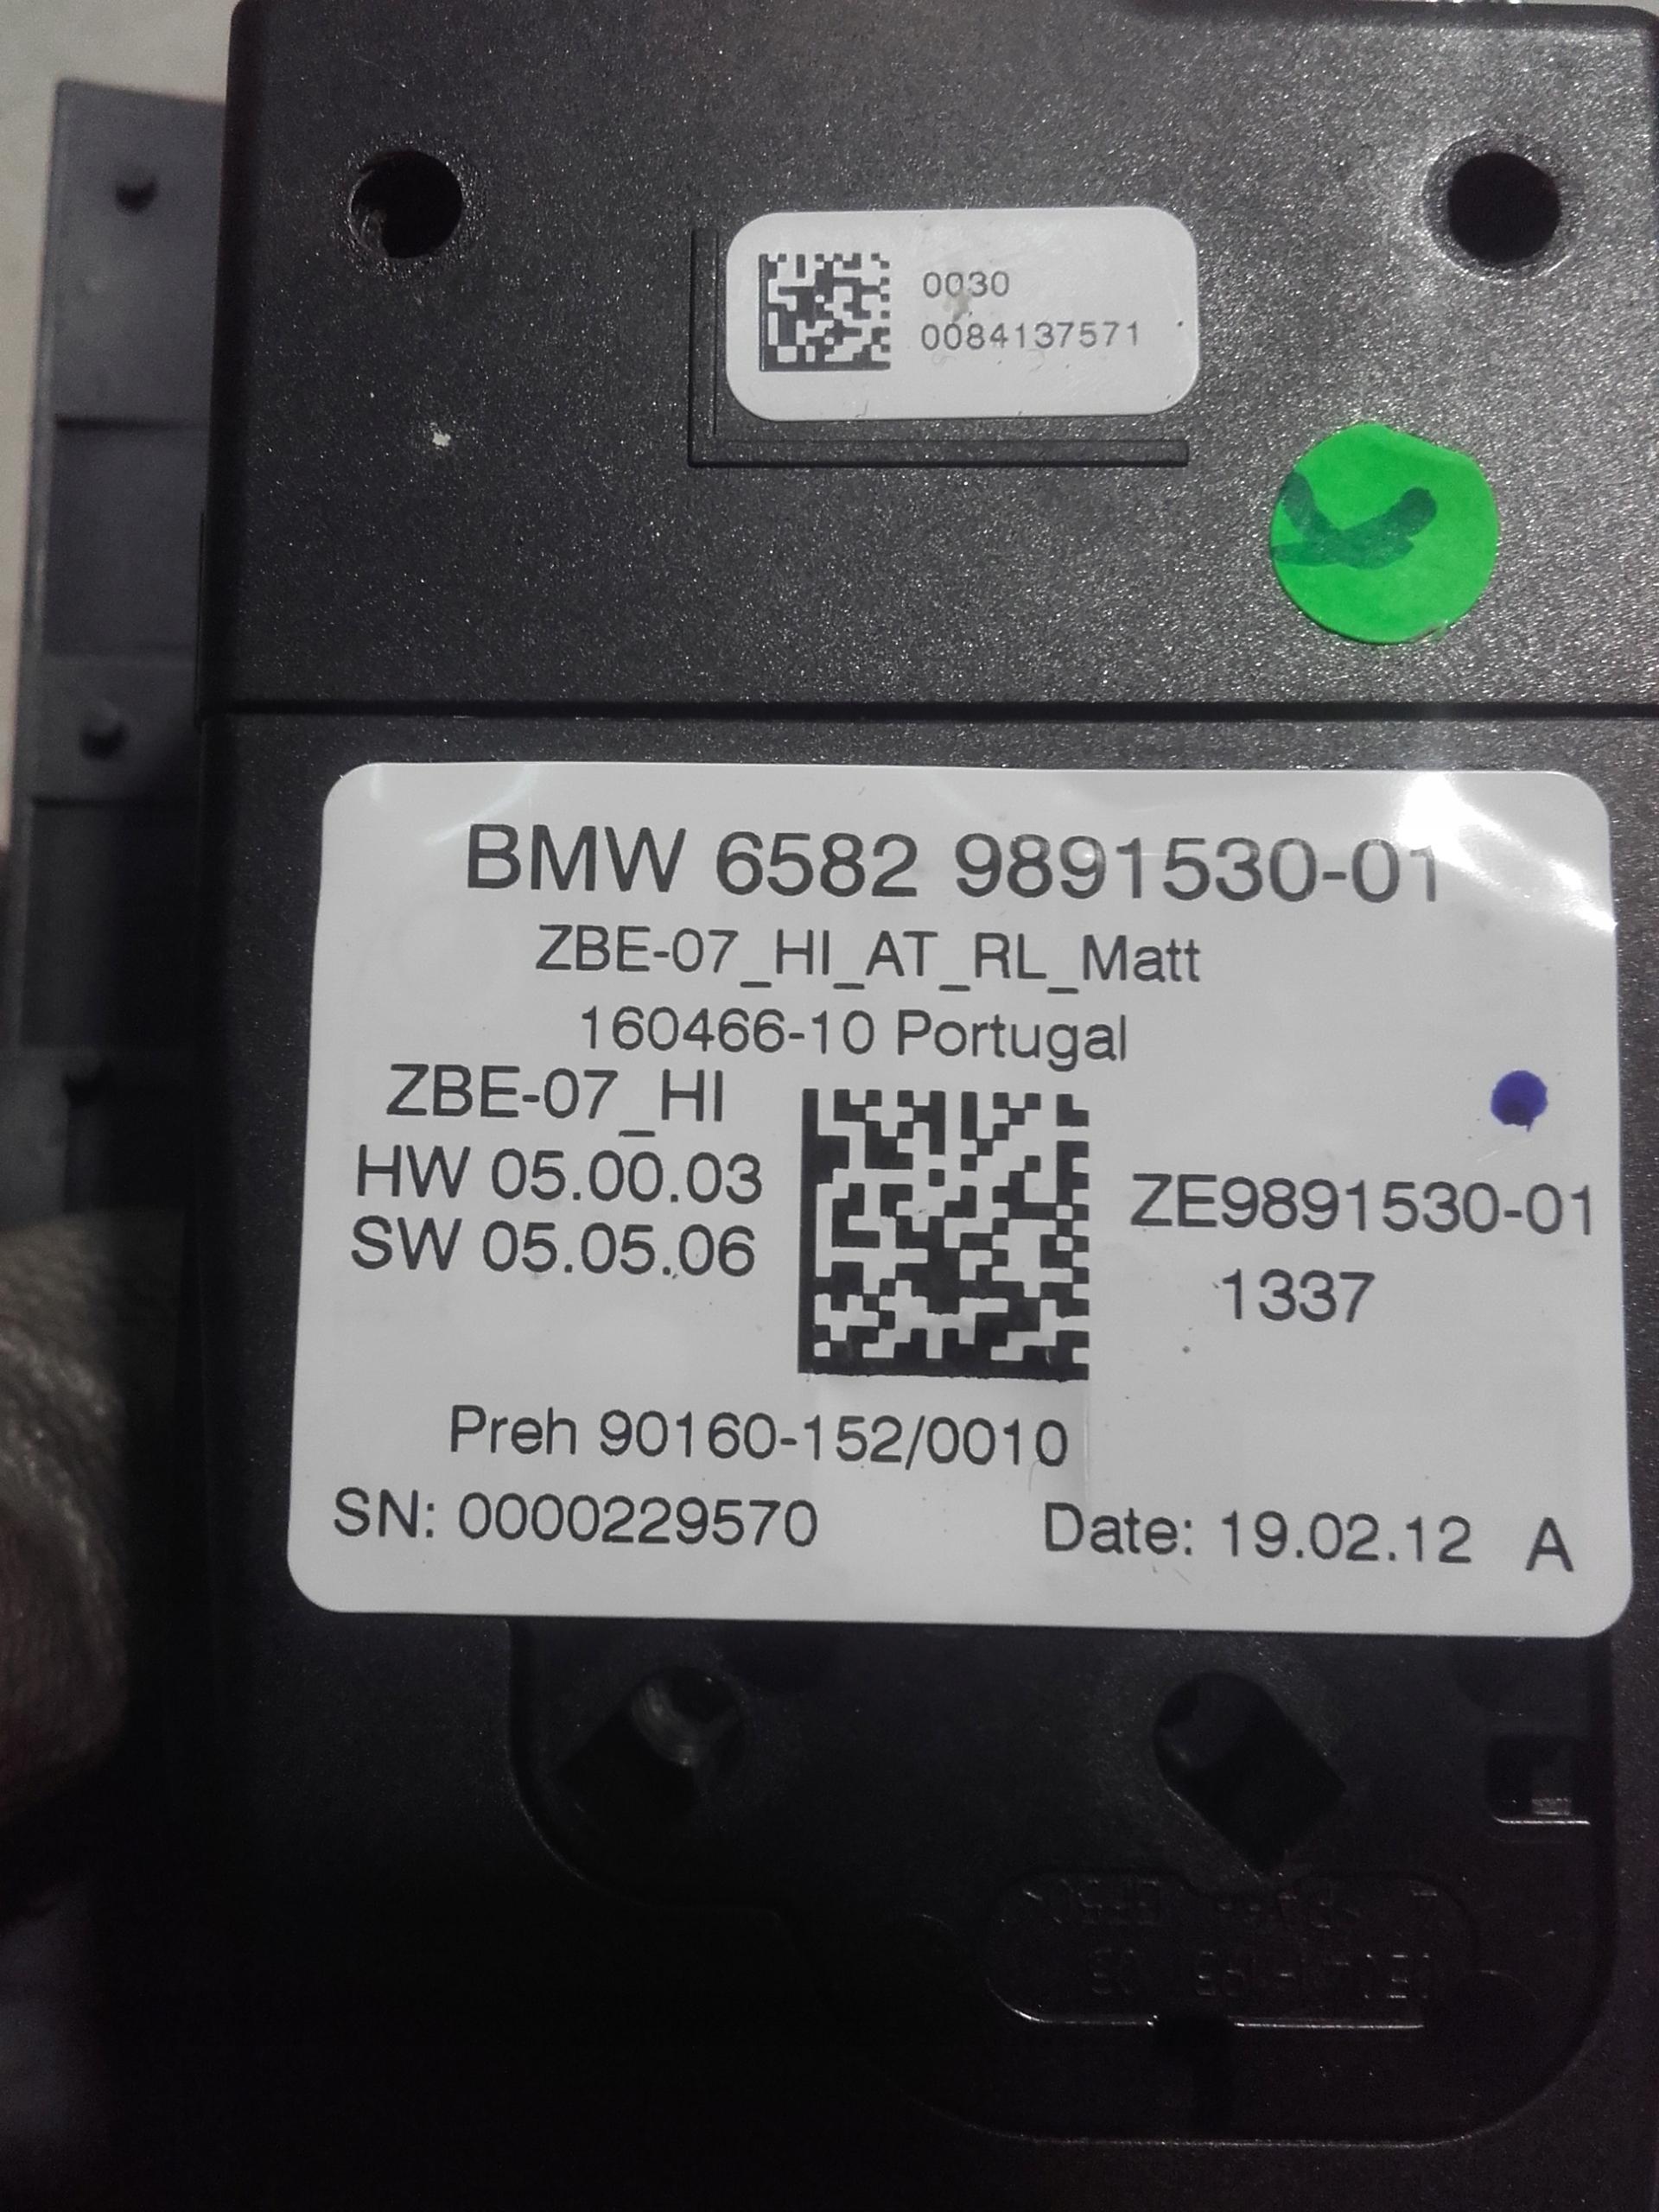 0030
0084137571
BMW 6582 9891530-01
ZBE-07_HI_AT_RL_Matt
160466-10 Portugal
ZBE-07_HI
HW 05.00.03
SW 05.05.06
ZE9891530-01
1337
Preh 90160-152/0010
SN: 0000229570
Date: 19.02.12 A